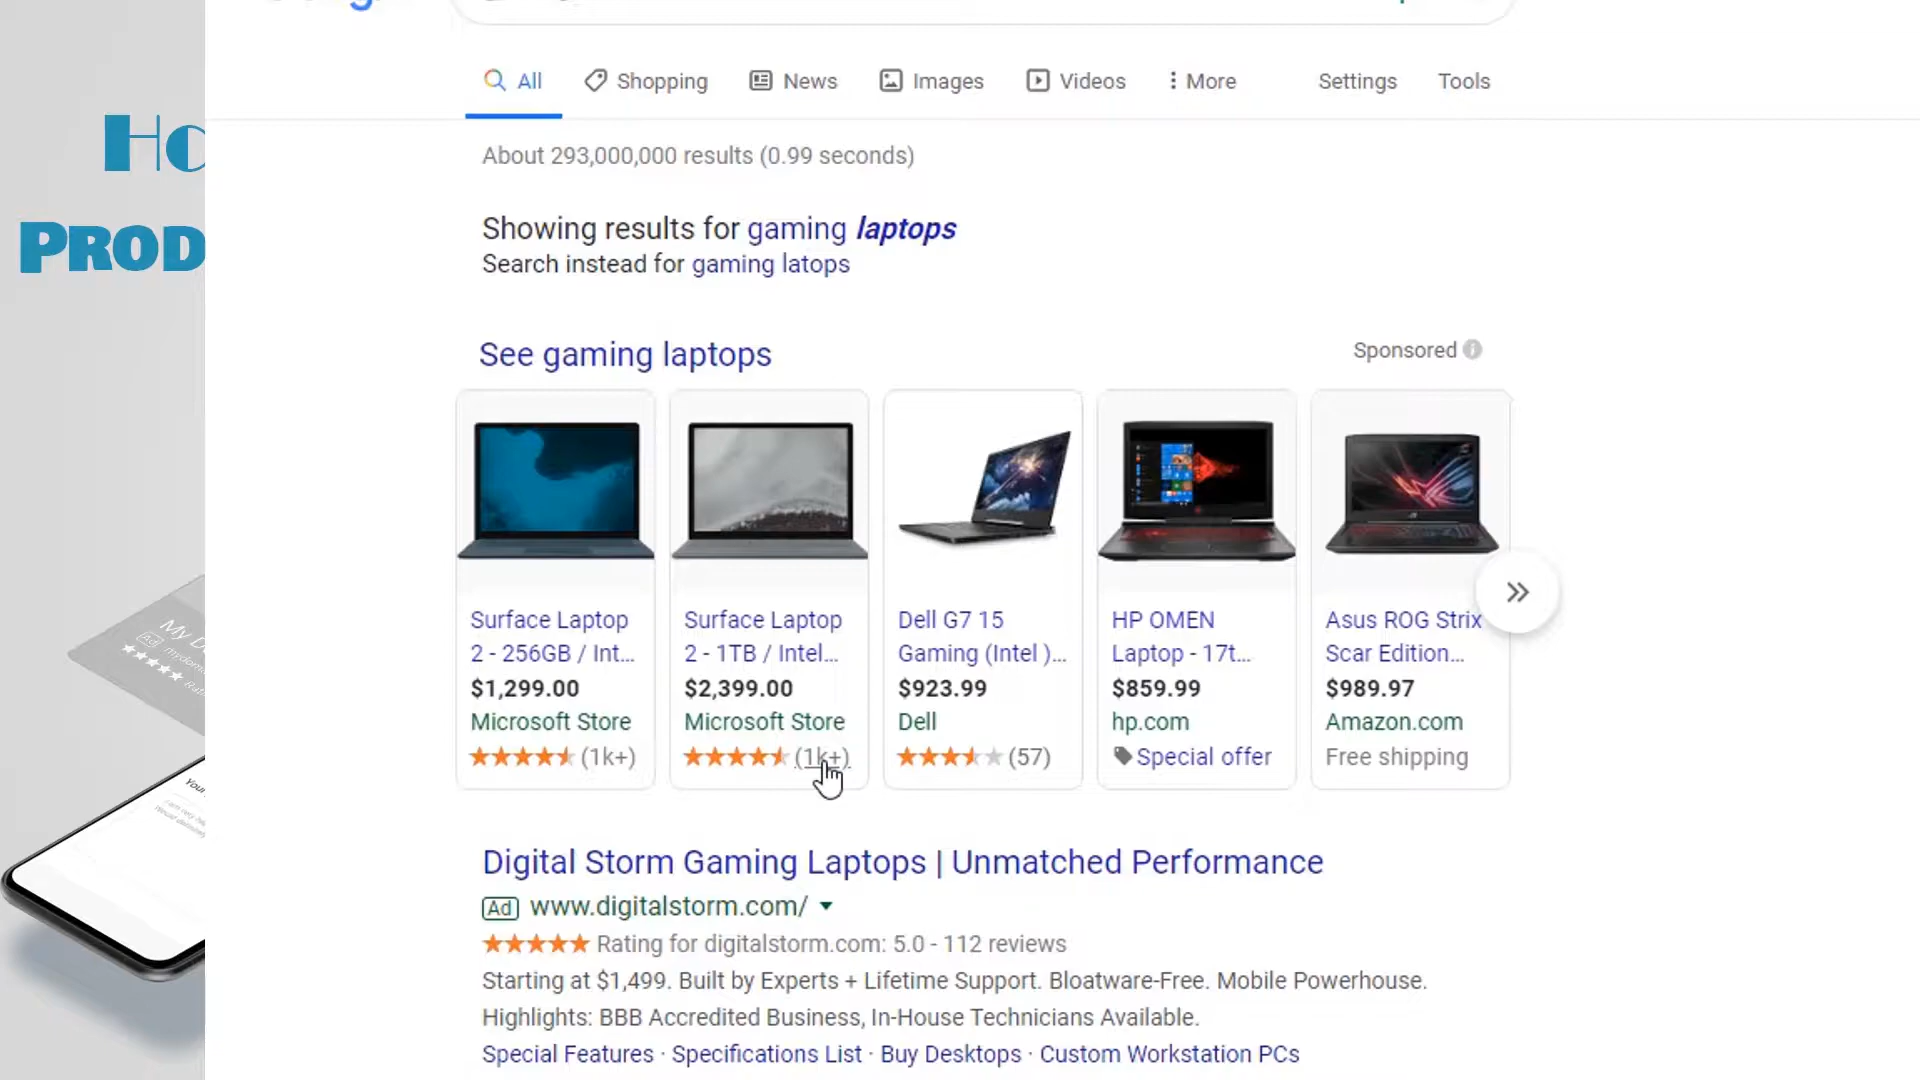 All
Shopping
News
Images
Videos
More
Settings
Tools
About 293,000,000 results (0.99 seconds)
Showing results for gaming laptops
Search instead for gaming latops
See gaming laptops
Sponsored
Surface Laptop
2 - 256GB / Int...
$1,299.00
Microsoft Store
(1k+)
Surface Laptop
2 - 1TB / Intel...
$2,399.00
Microsoft Store
(1k+)
Dell G7 15
Gaming (Intel )...
$923.99
Dell
(57)
HP OMEN
Laptop - 17t...
$859.99
hp.com
Special offer
Asus ROG Strix
Scar Edition...
$989.97
Amazon.com
Free shipping
Digital Storm Gaming Laptops | Unmatched Performance
Ad www.digitalstorm.com/
Rating for digitalstorm.com: 5.0 - 112 reviews
Starting at $1,499. Built by Experts + Lifetime Support. Bloatware-Free. Mobile Powerhouse.
Highlights: BBB Accredited Business, In-House Technicians Available.
Special Features · Specifications List · Buy Desktops · Custom Workstation PCs
Ho
PROD
My D
Ad mydom